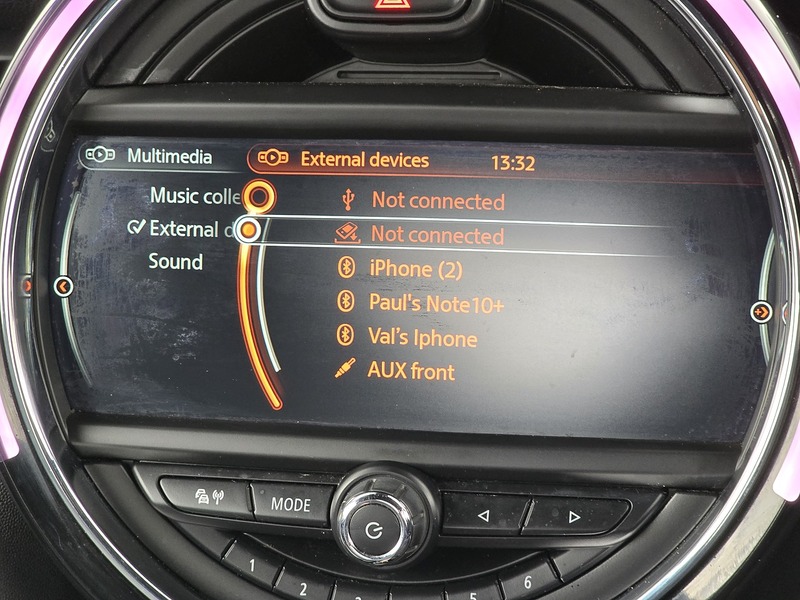 Multimedia
External devices
13:32
Music colle
External d
Sound
Not connected
Not connected
iPhone (2)
Paul's Note10+
Val's Iphone
AUX front
MODE
1
2
3
5
6